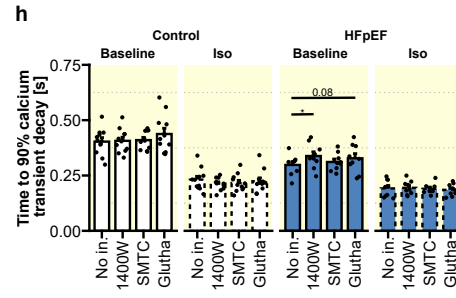 h
Control HFpEF
Baseline Iso Baseline Iso
Time to 90% calcium
transient decay [s]
0.75
0.50
0.25
0.00
0.08
*
No in. 1400W SMTC Glutha No in. 1400W SMTC Glutha No in. 1400W SMTC Glutha No in. 1400W SMTC Glutha